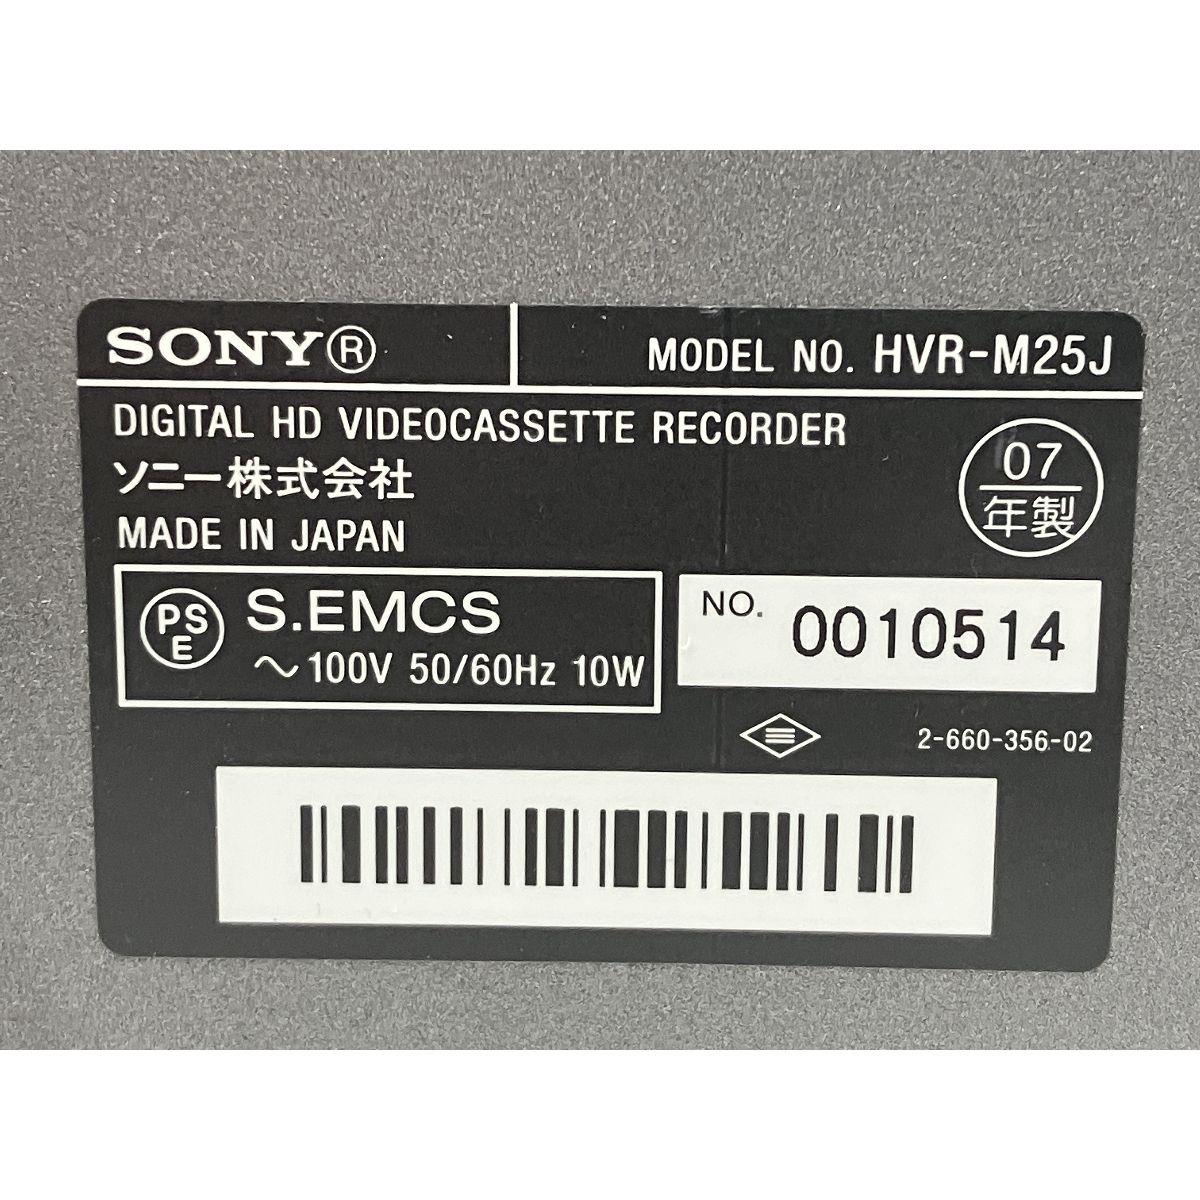 SONY®
MODEL NO. HVR-M25J
DIGITAL HD VIDEOCASSETTE RECORDER
ソニー株式会社
MADE IN JAPAN
07
年製
PS
E
S.EMCS
～100V 50/60Hz 10W
NO. 0010514
2-660-356-02